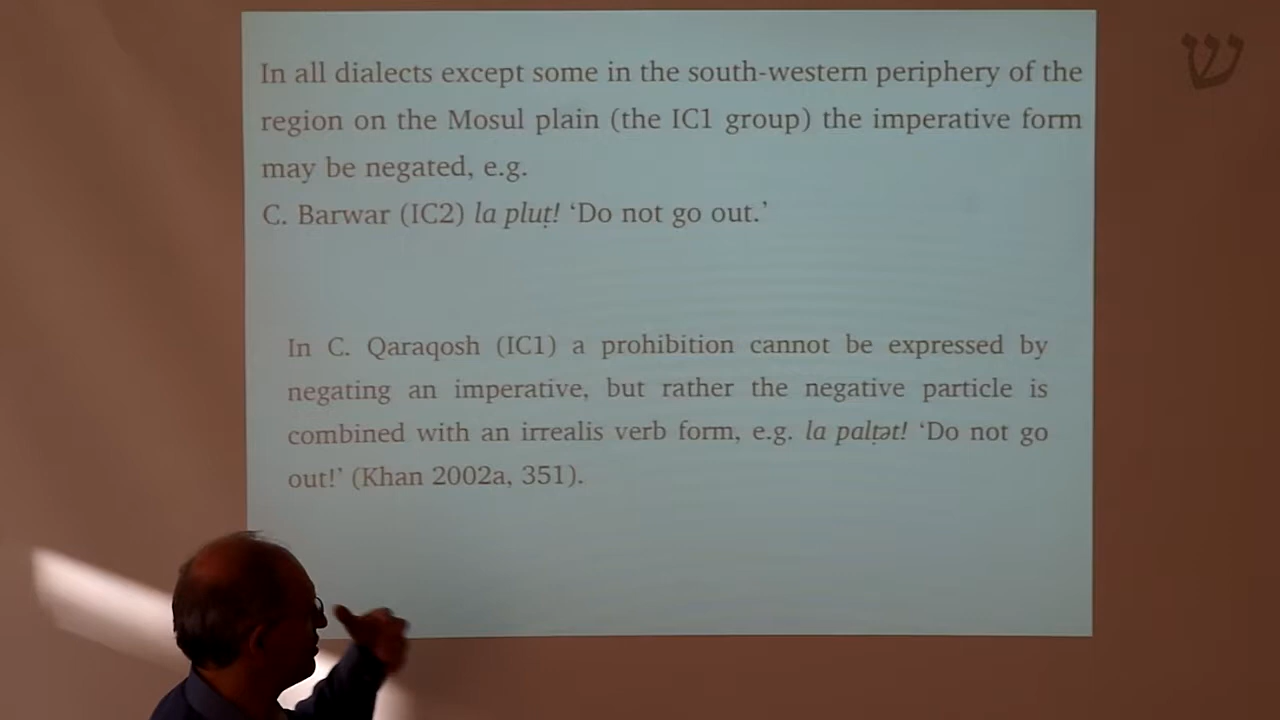 ש
In all dialects except some in the south-western periphery of the
region on the Mosul plain (the IC1 group) the imperative form
may be negated, e.g.
C. Barwar (IC2) la pluṭ! ‘Do not go out.’
In C. Qaraqosh (IC1) a prohibition cannot be expressed by
negating an imperative, but rather the negative particle is
combined with an irrealis verb form, e.g. la palṭət! ‘Do not go
out!’ (Khan 2002a, 351).